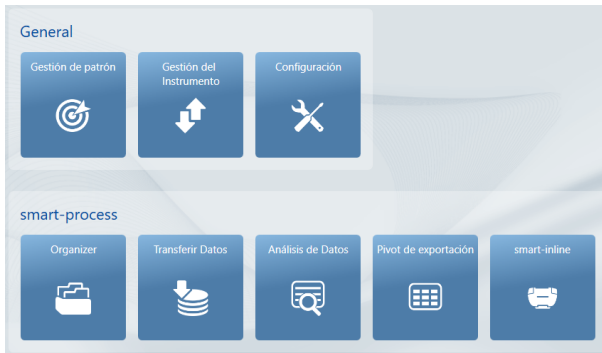 General
Gestión de patrón
Gestión del
Instrumento
Configuración
smart-process
Organizer
Transferir Datos
Análisis de Datos
Pivot de exportación
smart-inline